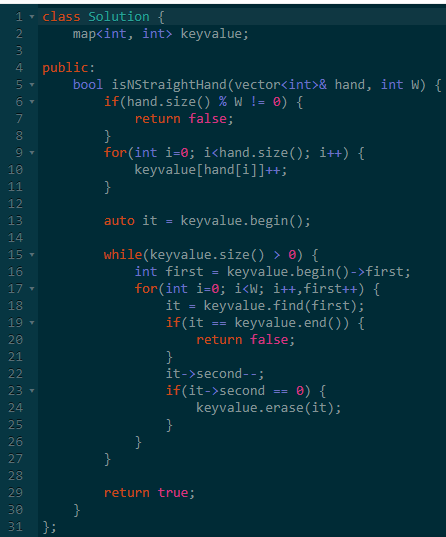 1 class Solution {
2     map<int, int> keyvalue;
3
4 public:
5     bool isNStraightHand(vector<int>& hand, int W) {
6         if(hand.size() % W != 0) {
7             return false;
8         }
9         for(int i=0; i<hand.size(); i++) {
10             keyvalue[hand[i]]++;
11         }
12
13         auto it = keyvalue.begin();
14
15         while(keyvalue.size() > 0) {
16             int first = keyvalue.begin()->first;
17             for(int i=0; i<W; i++,first++) {
18                 it = keyvalue.find(first);
19                 if(it == keyvalue.end()) {
20                     return false;
21                 }
22                 it->second--;
23                 if(it->second == 0) {
24                     keyvalue.erase(it);
25                 }
26             }
27         }
28
29         return true;
30     }
31 };